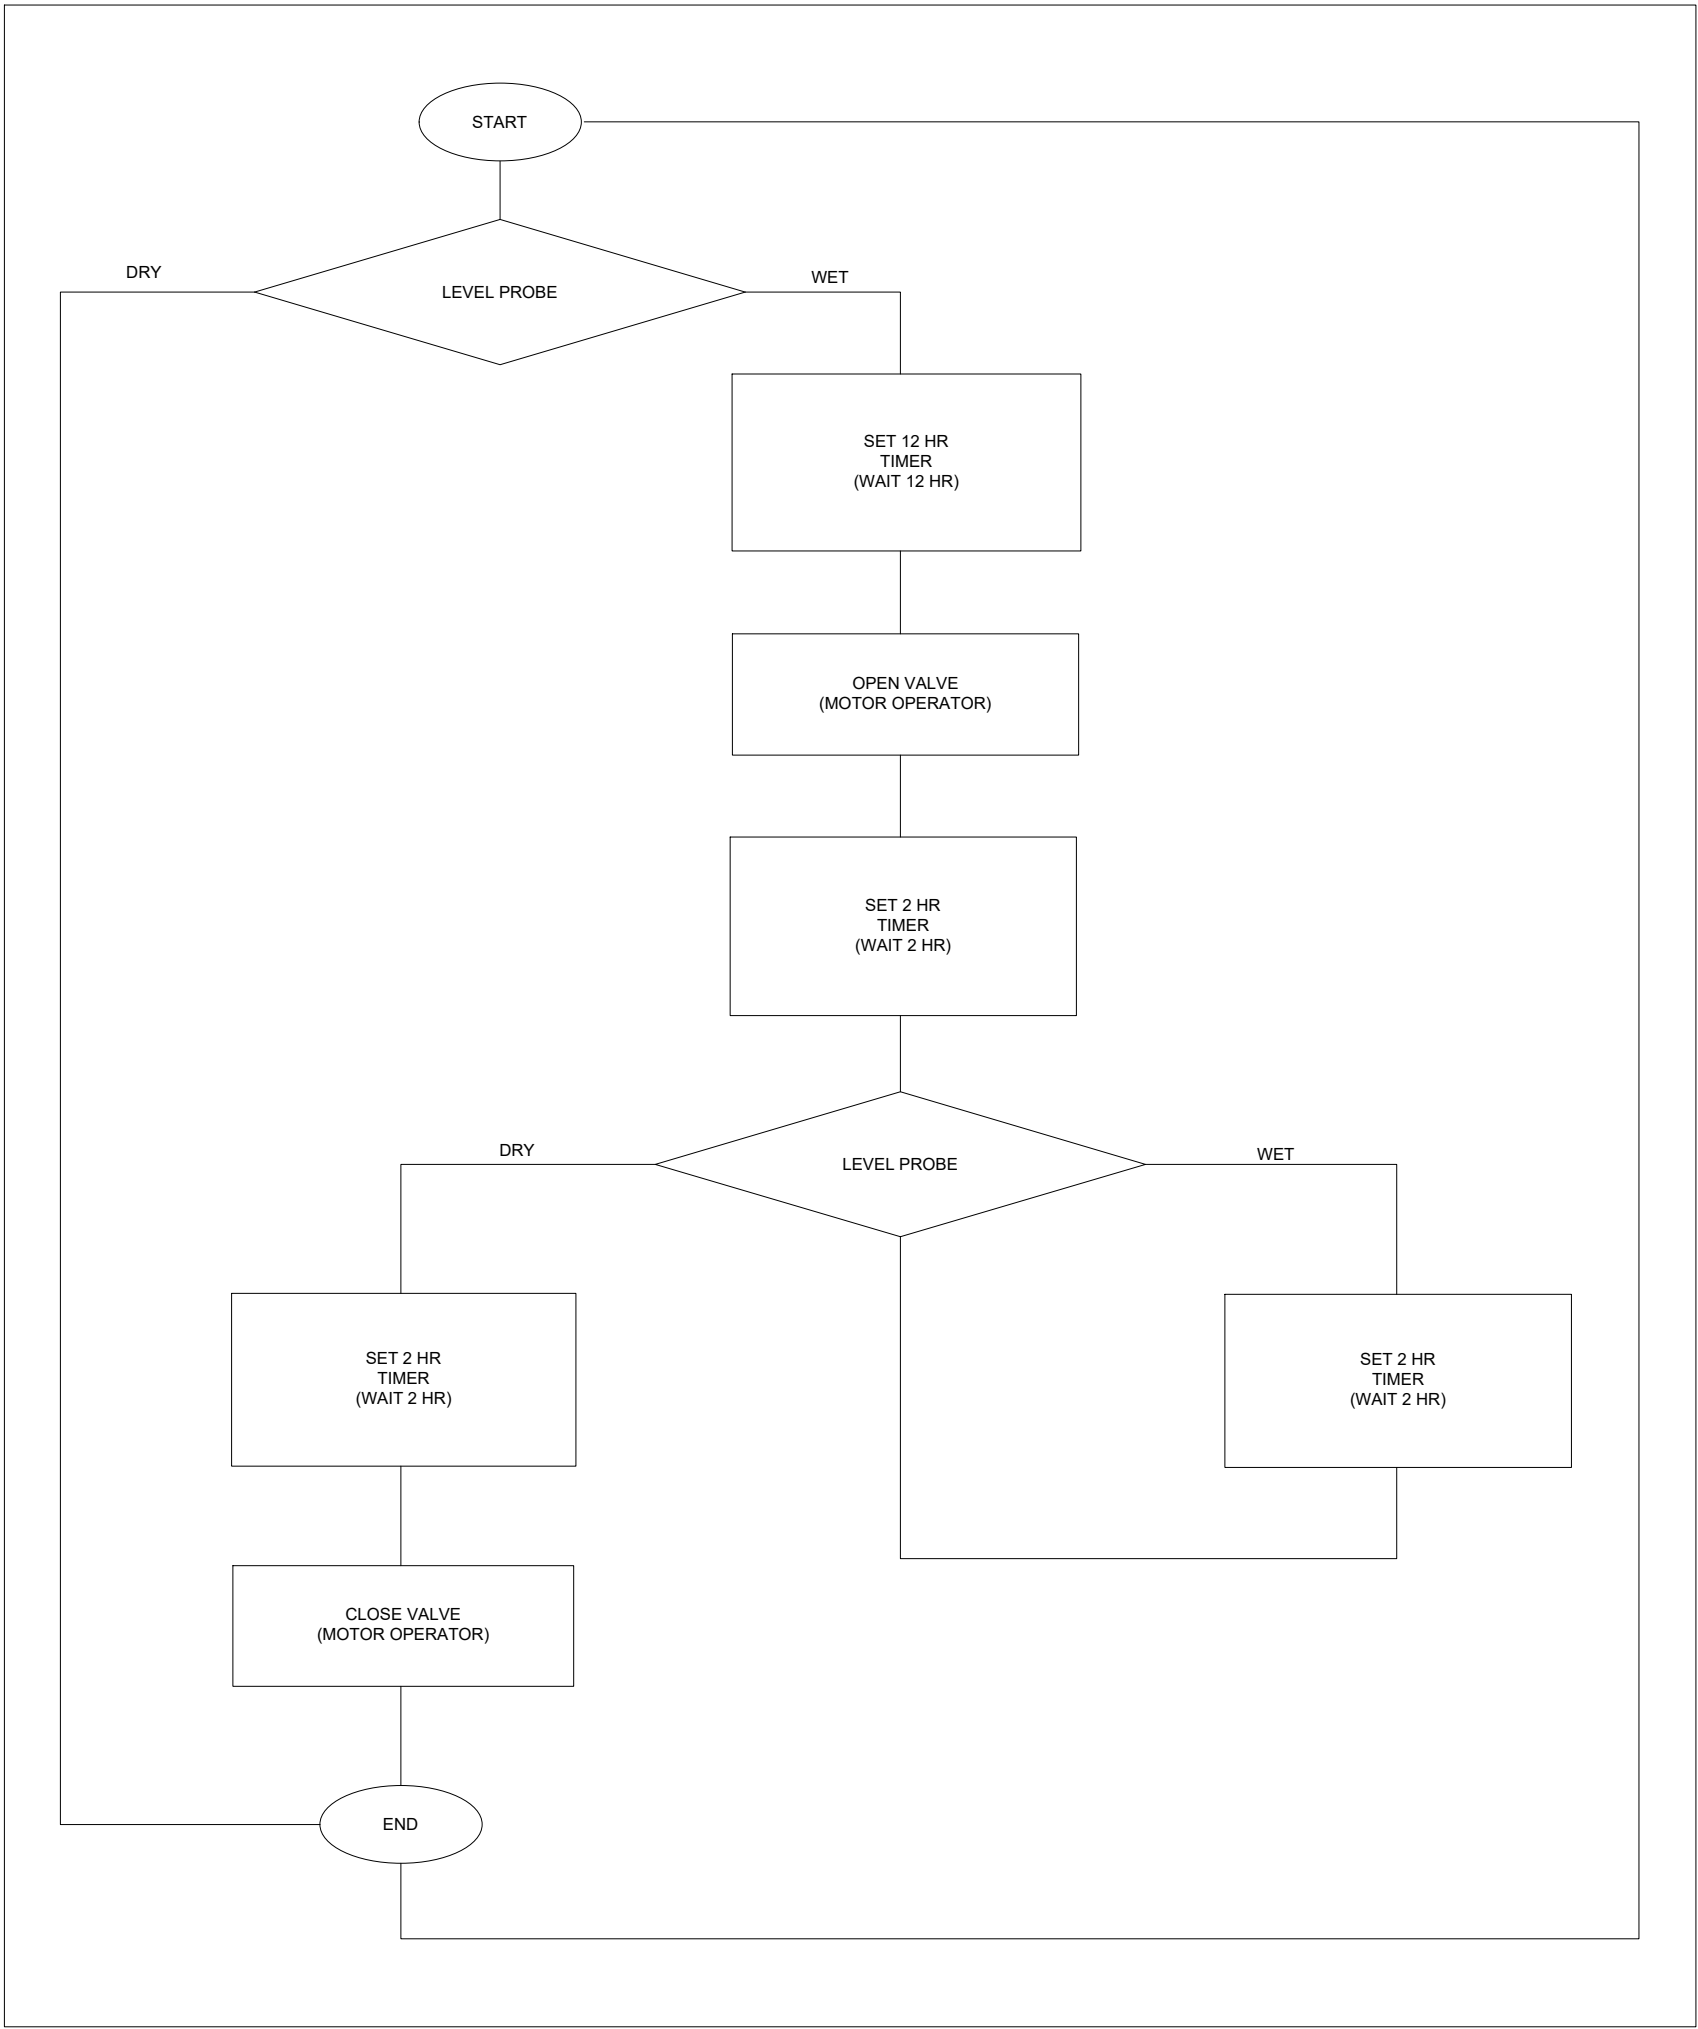 START
DRY
WET
LEVEL PROBE
SET 12 HR
TIMER
(WAIT 12 HR)
OPEN VALVE
(MOTOR OPERATOR)
SET 2 HR
TIMER
(WAIT 2 HR)
DRY
WET
LEVEL PROBE
SET 2 HR
TIMER
(WAIT 2 HR)
SET 2 HR
TIMER
(WAIT 2 HR)
CLOSE VALVE
(MOTOR OPERATOR)
END